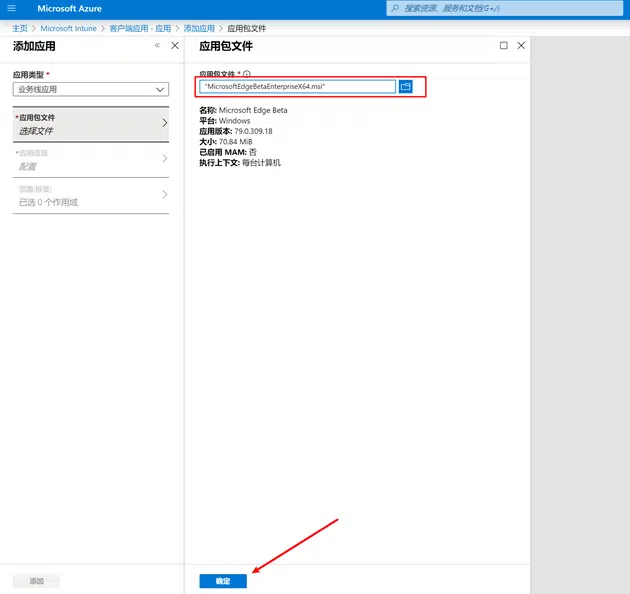 Microsoft Azure
搜索资源、服务和文档(G+/)
主页 > Microsoft Intune > 客户端应用 - 应用 > 添加应用 > 应用包文件
添加应用
应用类型 *
业务线应用
*应用包文件
选择文件
*应用信息
配置
范围(标签)
已选 0 个作用域
添加
应用包文件
应用包文件 *
"MicrosoftEdgeBetaEnterpriseX64.msi"
名称: Microsoft Edge Beta
平台: Windows
应用版本: 79.0.309.18
大小: 70.84 MiB
已启用 MAM: 否
执行上下文: 每台计算机
确定